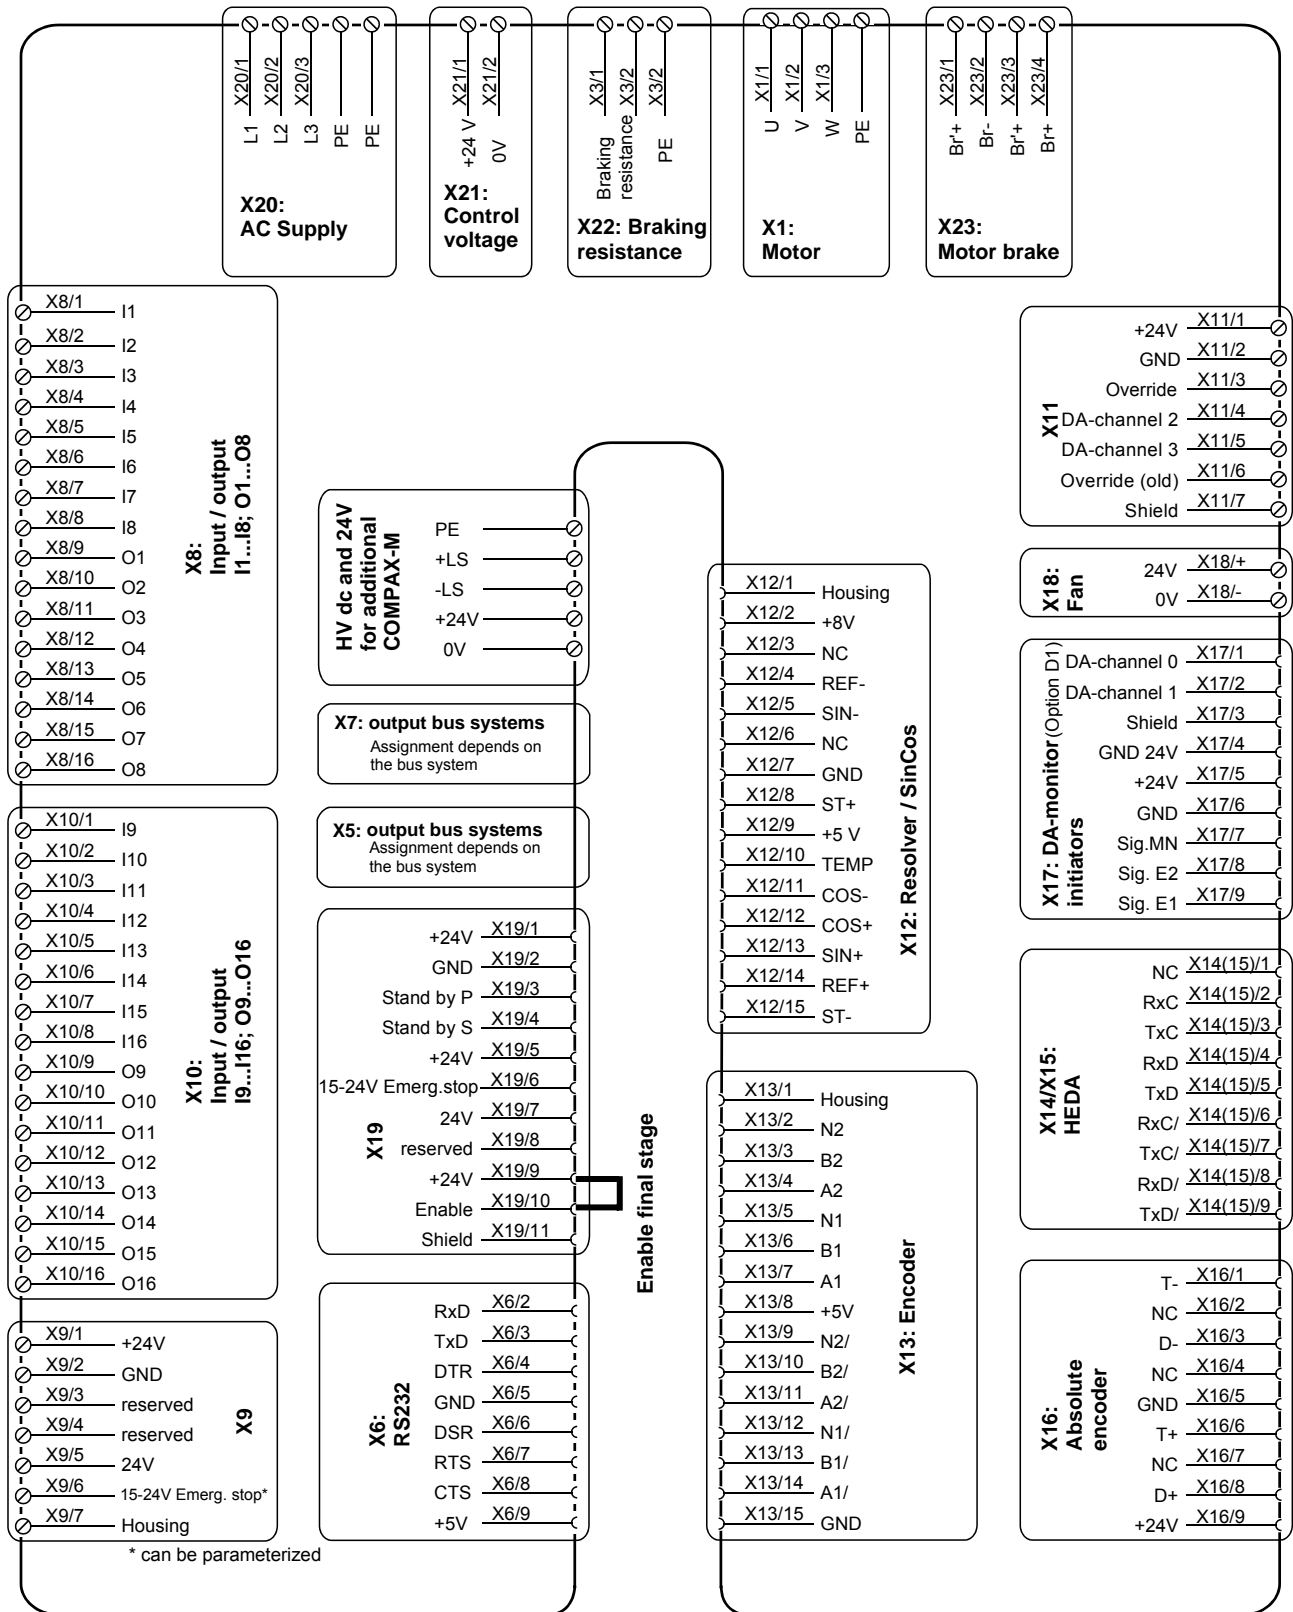 X20/1
L1
X20/2
L2
X20/3
L3
PE
PE
X20:
AC Supply
X21/1
+24 V
X21/2
0V
X21:
Control
voltage
X3/1
Braking
X3/2
resistance
X3/2
PE
X22: Braking
resistance
X1/1
U
X1/2
V
X1/3
W
PE
X1:
Motor
X23/1
Br'+
X23/2
Br-
X23/3
Br'+
X23/4
Br+
X23:
Motor brake
X8/1 I1
X8/2 I2
X8/3 I3
X8/4 I4
X8/5 I5
X8/6 I6
X8/7 I7
X8/8 I8
X8/9 O1
X8/10 O2
X8/11 O3
X8/12 O4
X8/13 O5
X8/14 O6
X8/15 O7
X8/16 O8
X8:
Input / output
I1...I8; O1...O8
X10/1 I9
X10/2 I10
X10/3 I11
X10/4 I12
X10/5 I13
X10/6 I14
X10/7 I15
X10/8 I16
X10/9 O9
X10/10 O10
X10/11 O11
X10/12 O12
X10/13 O13
X10/14 O14
X10/15 O15
X10/16 O16
X10:
Input / output
I9...I16; O9...O16
X9/1 +24V
X9/2 GND
X9/3 reserved
X9/4 reserved
X9/5 24V
X9/6 15-24V Emerg. stop*
X9/7 Housing
X9
* can be parameterized
HV dc and 24V
for additional
COMPAX-M
PE
+LS
-LS
+24V
0V
X7: output bus systems
Assignment depends on
the bus system
X5: output bus systems
Assignment depends on
the bus system
X19
+24V X19/1
GND X19/2
Stand by P X19/3
Stand by S X19/4
+24V X19/5
15-24V Emerg.stop X19/6
24V X19/7
reserved X19/8
+24V X19/9
Enable X19/10
Shield X19/11
Enable final stage
X6:
RS232
RxD X6/2
TxD X6/3
DTR X6/4
GND X6/5
DSR X6/6
RTS X6/7
CTS X6/8
+5V X6/9
X12/1 Housing
X12/2 +8V
X12/3 NC
X12/4 REF-
X12/5 SIN-
X12/6 NC
X12/7 GND
X12/8 ST+
X12/9 +5 V
X12/10 TEMP
X12/11 COS-
X12/12 COS+
X12/13 SIN+
X12/14 REF+
X12/15 ST-
X12: Resolver / SinCos
X13/1 Housing
X13/2 N2
X13/3 B2
X13/4 A2
X13/5 N1
X13/6 B1
X13/7 A1
X13/8 +5V
X13/9 N2/
X13/10 B2/
X13/11 A2/
X13/12 N1/
X13/13 B1/
X13/14 A1/
X13/15 GND
X13: Encoder
X11
+24V X11/1
GND X11/2
Override X11/3
DA-channel 2 X11/4
DA-channel 3 X11/5
Override (old) X11/6
Shield X11/7
X18:
Fan
24V X18/+
0V X18/-
X17: DA-monitor (Option D1)
initiators
DA-channel 0 X17/1
DA-channel 1 X17/2
Shield X17/3
GND 24V X17/4
+24V X17/5
GND X17/6
Sig.MN X17/7
Sig. E2 X17/8
Sig. E1 X17/9
X14/X15:
HEDA
NC X14(15)/1
RxC X14(15)/2
TxC X14(15)/3
RxD X14(15)/4
TxD X14(15)/5
RxC/ X14(15)/6
TxC/ X14(15)/7
RxD/ X14(15)/8
TxD/ X14(15)/9
X16:
Absolute
encoder
T- X16/1
NC X16/2
D- X16/3
NC X16/4
GND X16/5
T+ X16/6
NC X16/7
D+ X16/8
+24V X16/9